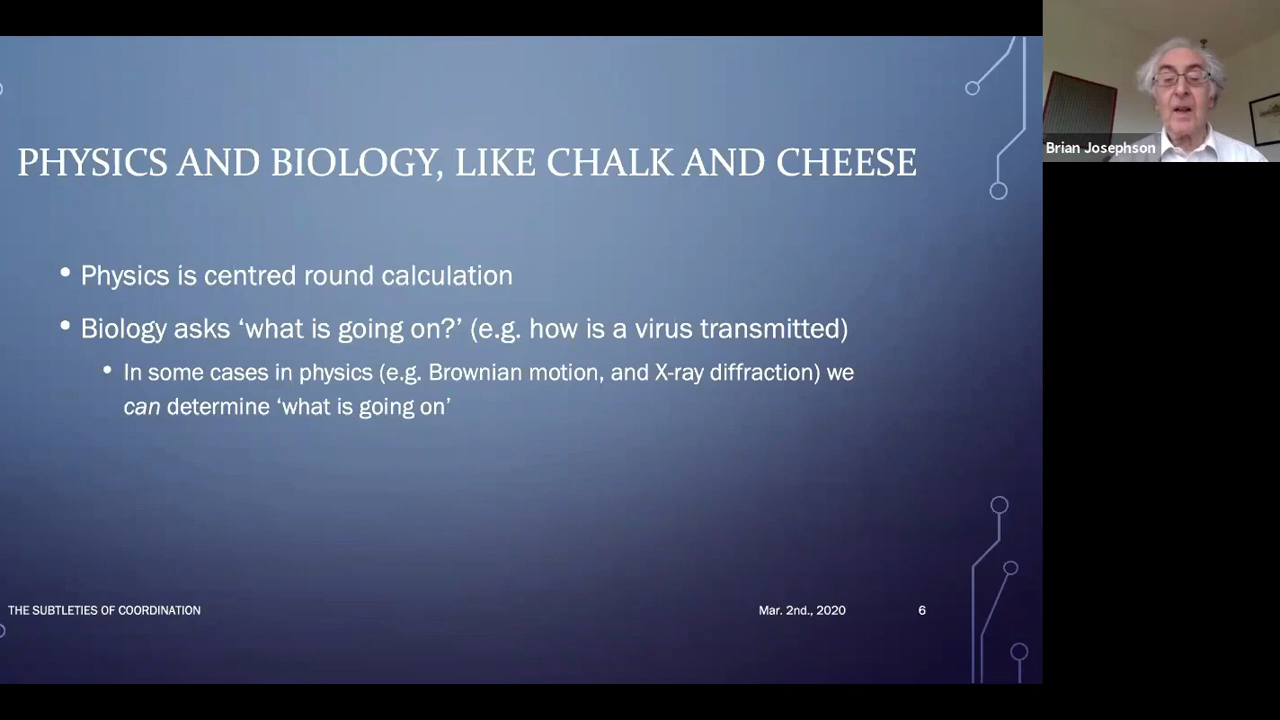 PHYSICS AND BIOLOGY, LIKE CHALK AND CHEESE
• Physics is centred round calculation
• Biology asks ‘what is going on?’ (e.g. how is a virus transmitted)
• In some cases in physics (e.g. Brownian motion, and X-ray diffraction) we
can determine ‘what is going on’
THE SUBTLETIES OF COORDINATION
Mar. 2nd., 2020
6
Brian Josephson